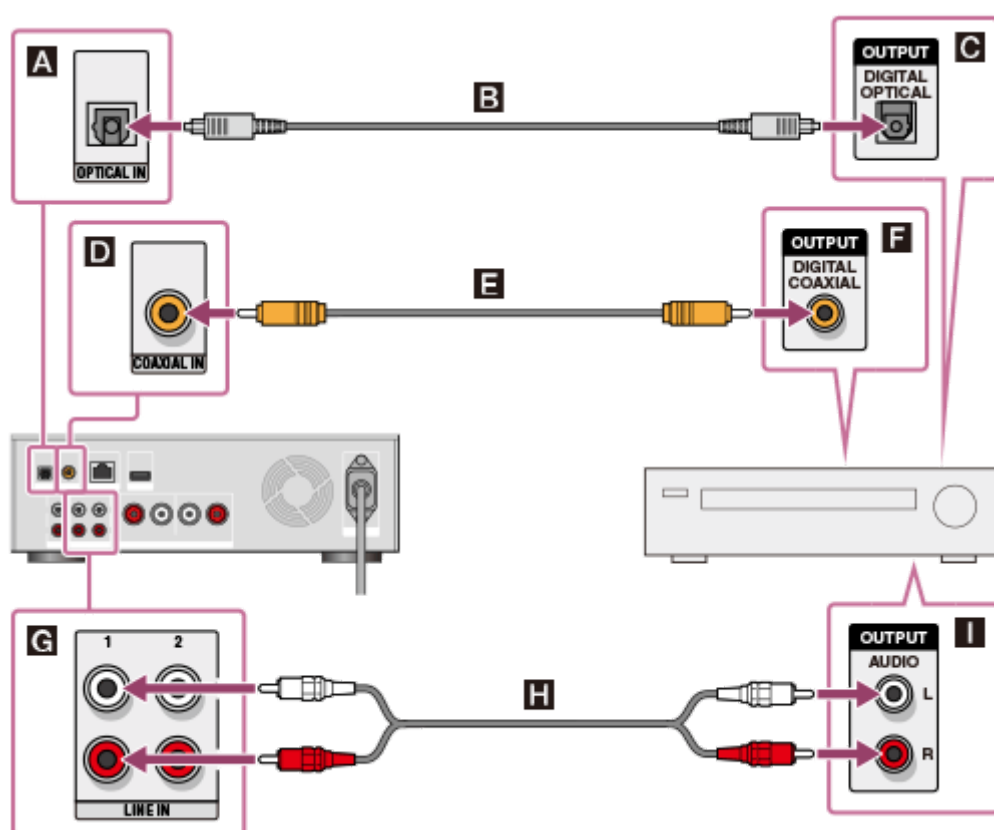 A
OPTICAL IN
B
OUTPUT
C
DIGITAL
OPTICAL
D
COAXIAL IN
E
OUTPUT
F
DIGITAL
COAXIAL
G
1 2
LINE IN
H
OUTPUT
I
AUDIO
L
R